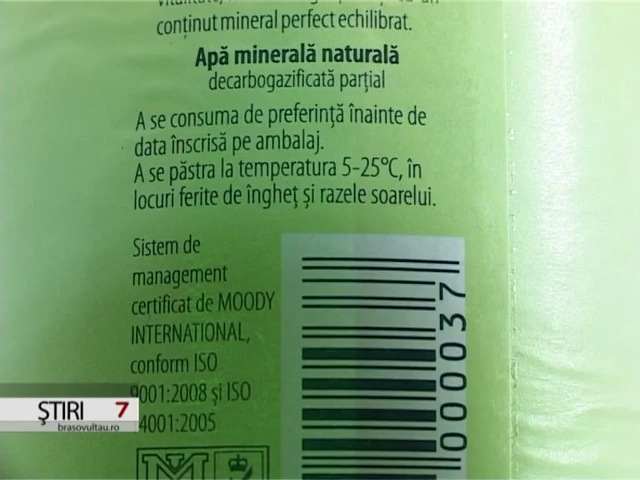 conținut mineral perfect echilibrat.
Apă minerală naturală
decarbogazificată parțial
A se consuma de preferință înainte de
data înscrisă pe ambalaj.
A se păstra la temperatura 5-25°C, în
locuri ferite de îngheț și razele soarelui.
Sistem de
management
certificat de MOODY
INTERNATIONAL,
conform ISO
9001:2008 și ISO
4001:2005
000037
ŞTIRI 7
brasovultau.ro